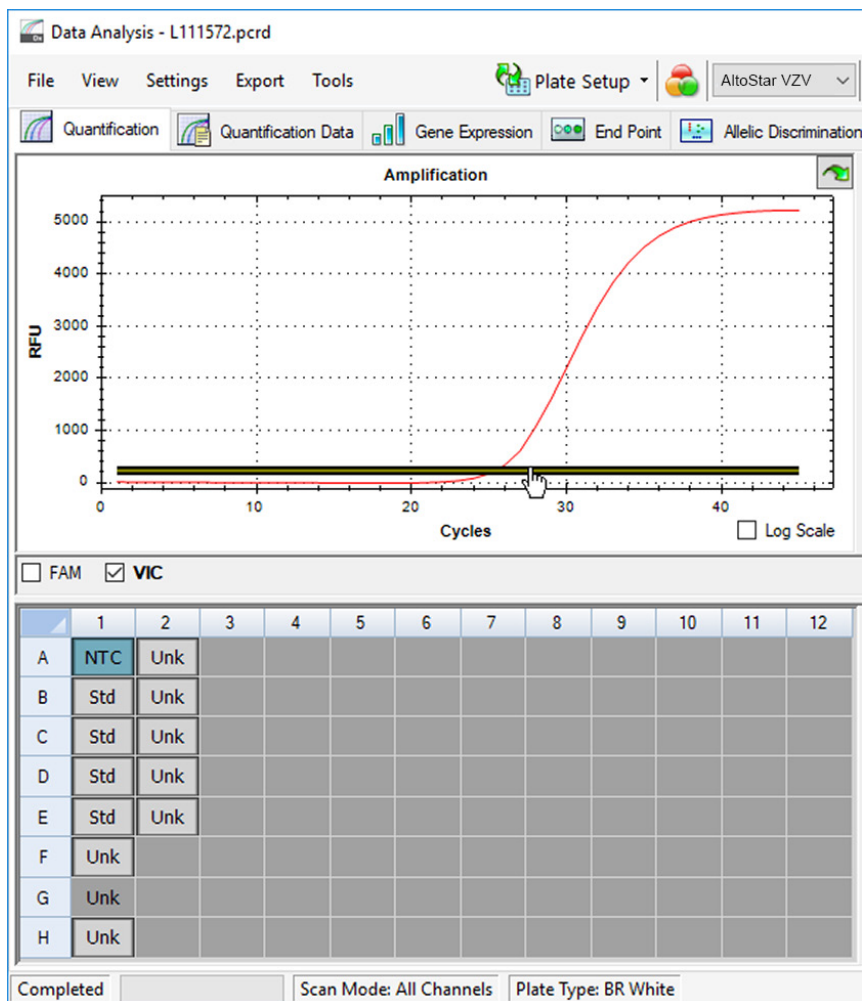 Data Analysis - L111572.pcrd
File View Settings Export Tools Plate Setup AltoStar VZV
Quantification Quantification Data Gene Expression End Point Allelic Discrimination
Amplification
5000
4000
3000
2000
1000
0
RFU
0 10 20 30 40
Cycles
Log Scale
FAM VIC
1 2 3 4 5 6 7 8 9 10 11 12
A NTC Unk
B Std Unk
C Std Unk
D Std Unk
E Std Unk
F Unk
G Unk
H Unk
Completed Scan Mode: All Channels Plate Type: BR White